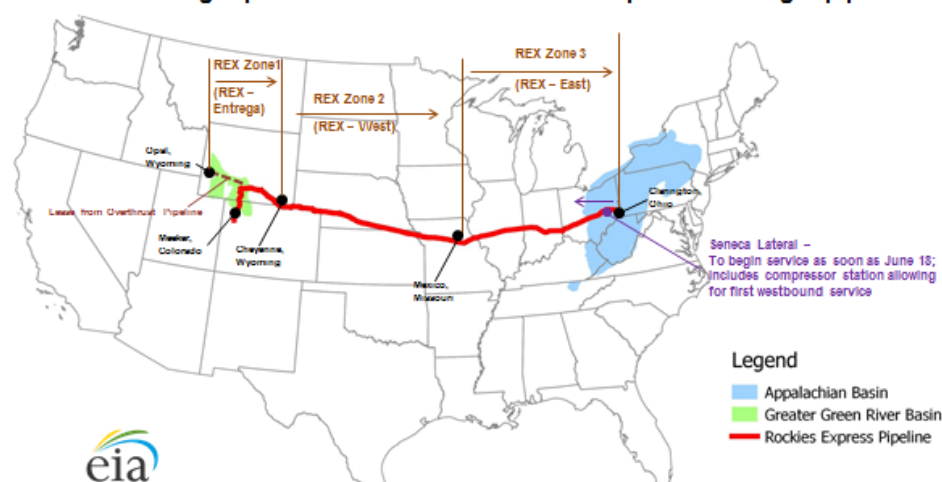 REX Zone1
(REX –
Entrega)
REX Zone 2
(REX – West)
REX Zone 3
(REX – East)
Opal,
Wyoming
Lease from Overthrust Pipeline
Meeker,
Colorado
Cheyenne,
Wyoming
Mexico,
Missouri
Clarington,
Ohio
Seneca Lateral –
To begin service as soon as June 13;
includes compressor station allowing
for first westbound service
Legend
Appalachian Basin
Greater Green River Basin
Rockies Express Pipeline
eia